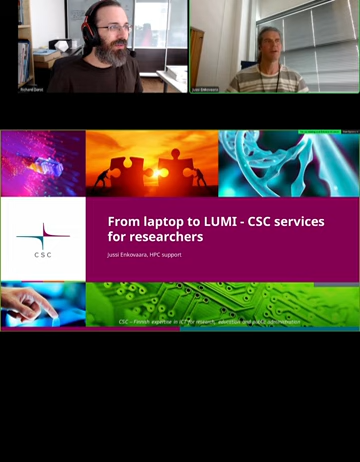 Richard Darst
Jussi Enkovaara
From laptop to LUMI - CSC services
for researchers
Jussi Enkovaara, HPC support
CSC
CSC – Finnish expertise in ICT for research, education and public administration